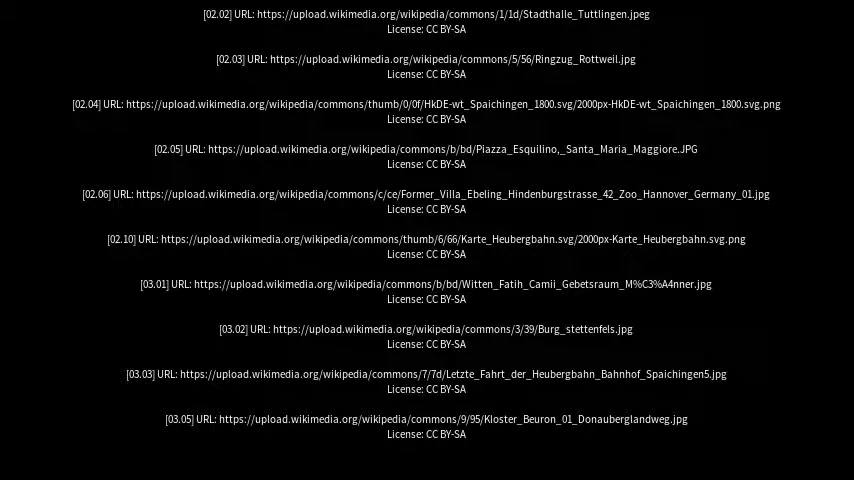 [02.02] URL: https://upload.wikimedia.org/wikipedia/commons/1/1d/Stadthalle_Tuttlingen.jpeg
License: CC BY-SA
[02.03] URL: https://upload.wikimedia.org/wikipedia/commons/5/56/Ringzug_Rottweil.jpg
License: CC BY-SA
[02.04] URL: https://upload.wikimedia.org/wikipedia/commons/thumb/0/0f/HkDE-wt_Spaichingen_1800.svg/2000px-HkDE-wt_Spaichingen_1800.svg.png
License: CC BY-SA
[02.05] URL: https://upload.wikimedia.org/wikipedia/commons/b/bd/Piazza_Esquilino,_Santa_Maria_Maggiore.JPG
License: CC BY-SA
[02.06] URL: https://upload.wikimedia.org/wikipedia/commons/c/ce/Former_Villa_Ebeling_Hindenburgstrasse_42_Zoo_Hannover_Germany_01.jpg
License: CC BY-SA
[02.10] URL: https://upload.wikimedia.org/wikipedia/commons/thumb/6/66/Karte_Heubergbahn.svg/2000px-Karte_Heubergbahn.svg.png
License: CC BY-SA
[03.01] URL: https://upload.wikimedia.org/wikipedia/commons/b/bd/Witten_Fatih_Camii_Gebetsraum_M%C3%A4nner.jpg
License: CC BY-SA
[03.02] URL: https://upload.wikimedia.org/wikipedia/commons/3/39/Burg_stettenfels.jpg
License: CC BY-SA
[03.03] URL: https://upload.wikimedia.org/wikipedia/commons/7/7d/Letzte_Fahrt_der_Heubergbahn_Bahnhof_Spaichingen5.jpg
License: CC BY-SA
[03.05] URL: https://upload.wikimedia.org/wikipedia/commons/9/95/Kloster_Beuron_01_Donauberglandweg.jpg
License: CC BY-SA